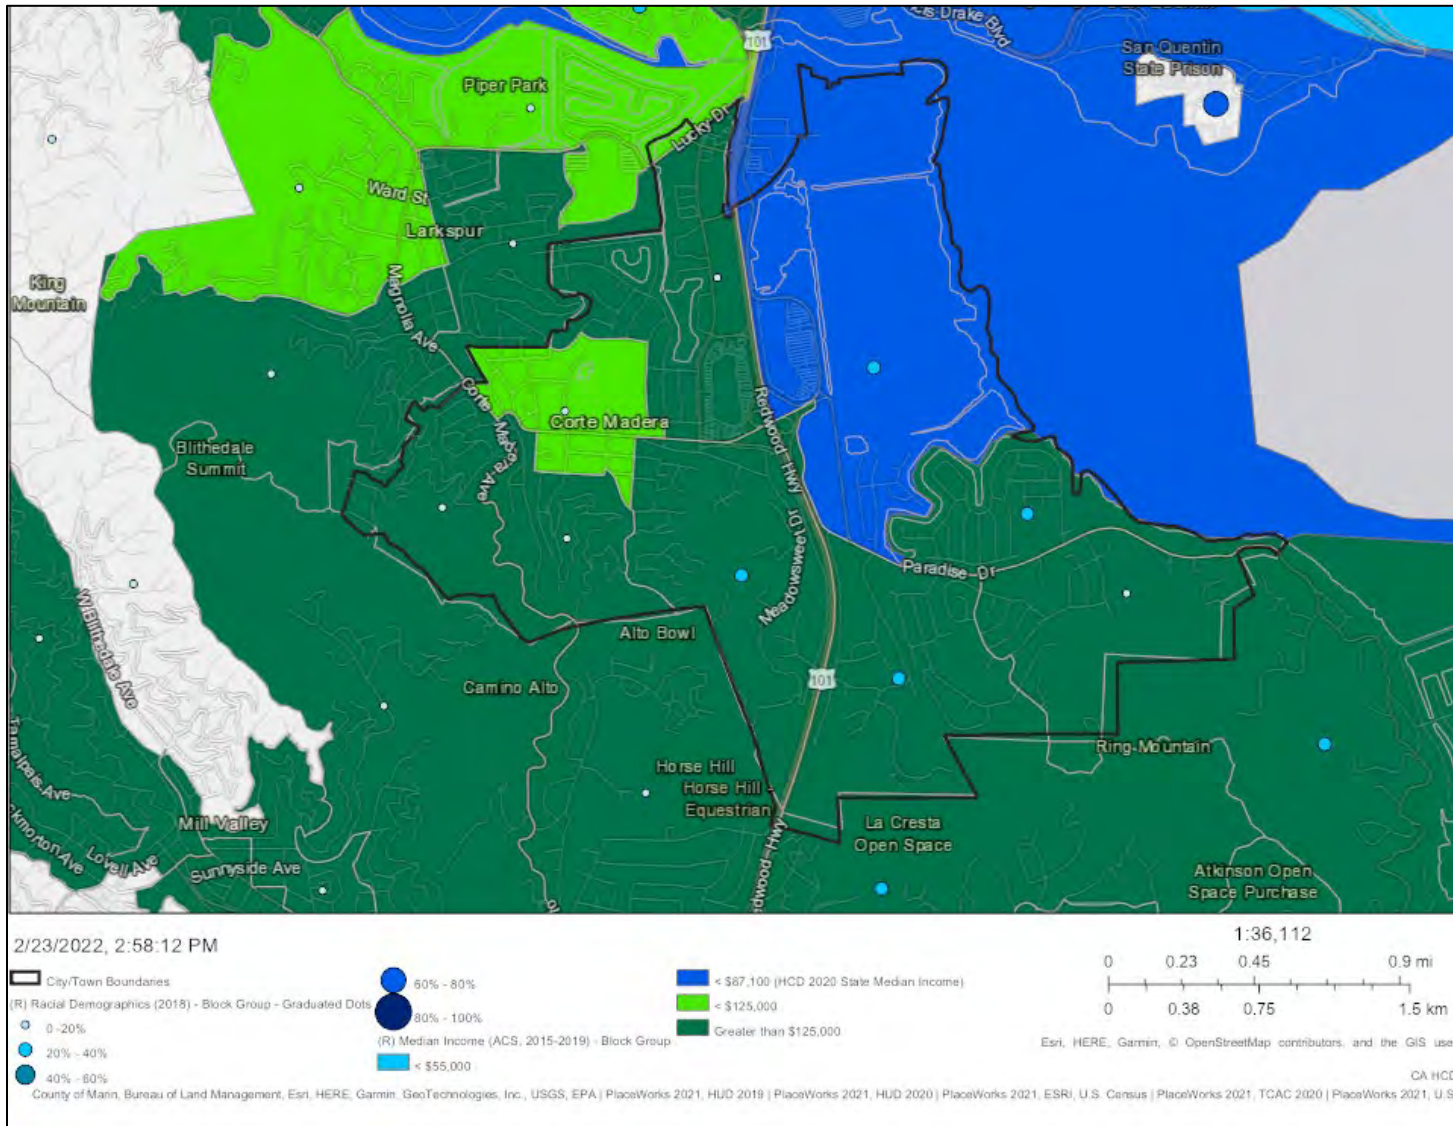 cis Drake Blvd
101
San Quentin
State Prison
Piper Park
Lucky Dr
Ward St
Larkspur
King
Mountain
Magnolia Ave
Corte Madera Ave
Corte Madera
Redwood Hwy
Blithedale
Summit
Meadowsweet Dr
Paradise Dr
W Blithedale Ave
Alto Bowl
Camino Alto
101
Ring Mountain
Horse Hill
Horse Hill
Equestrian
Tamalpais Ave
ckmorton Ave
Mill Valley
Lovell Ave
Sunnyside Ave
edwood Hwy
La Cresta
Open Space
Atkinson Open
Space Purchase
2/23/2022, 2:58:12 PM
City/Town Boundaries
(R) Racial Demographics (2018) - Block Group - Graduated Dots
0 -20%
20% - 40%
40% - 60%
60% - 80%
80% - 100%
(R) Median Income (ACS, 2015-2019) - Block Group
< $55,000
< $87,100 (HCD 2020 State Median Income)
< $125,000
Greater than $125,000
1:36,112
0 0.23 0.45 0.9 mi
0 0.38 0.75 1.5 km
Esri, HERE, Garmin, © OpenStreetMap contributors, and the GIS use
CA HCD
County of Marin, Bureau of Land Management, Esri, HERE, Garmin, GeoTechnologies, Inc., USGS, EPA | PlaceWorks 2021, HUD 2019 | PlaceWorks 2021, HUD 2020 | PlaceWorks 2021, ESRI, U.S. Census | PlaceWorks 2021, TCAC 2020 | PlaceWorks 2021, U.S